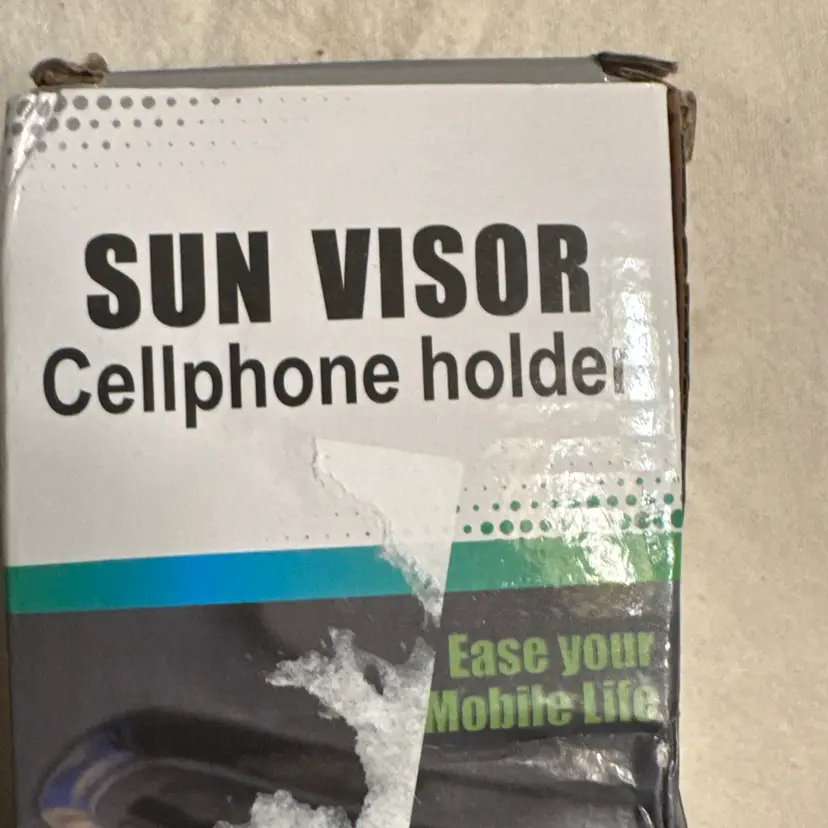 SUN VISOR
Cellphone holder
Ease your
Mobile Life